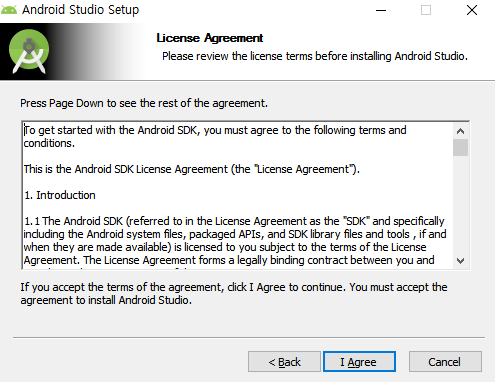 Android Studio Setup
License Agreement
Please review the license terms before installing Android Studio.
Press Page Down to see the rest of the agreement.
To get started with the Android SDK, you must agree to the following terms and
conditions.
This is the Android SDK License Agreement (the "License Agreement").
1. Introduction
1.1 The Android SDK (referred to in the License Agreement as the "SDK" and specifically
including the Android system files, packaged APIs, and SDK library files and tools , if and
when they are made available) is licensed to you subject to the terms of the License
Agreement. The License Agreement forms a legally binding contract between you and
If you accept the terms of the agreement, click I Agree to continue. You must accept the
agreement to install Android Studio.
< Back
I Agree
Cancel